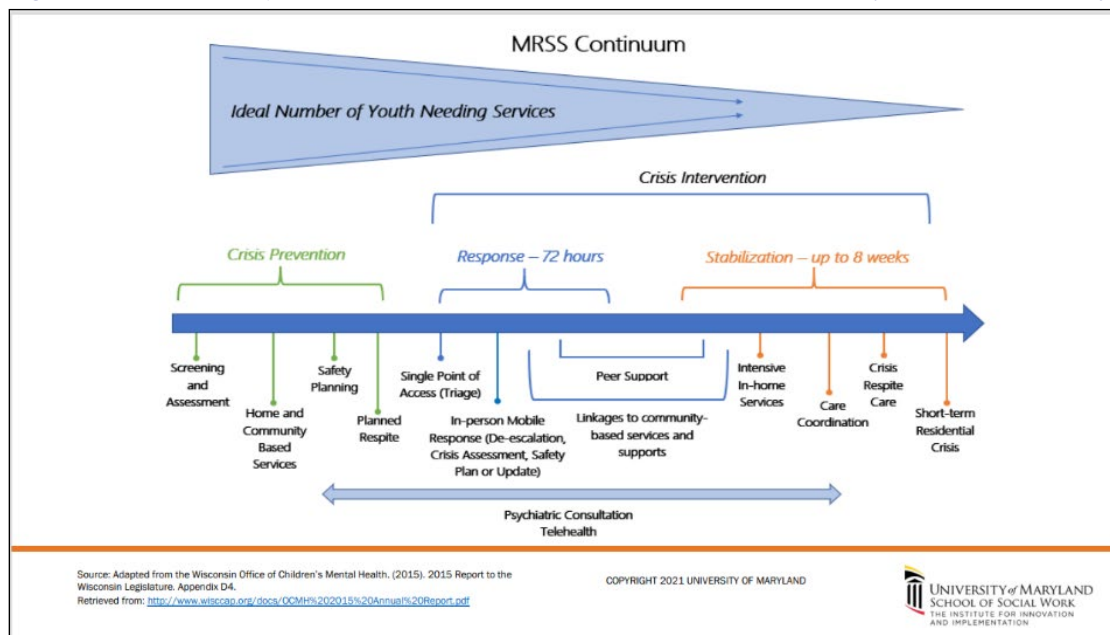 MRSS Continuum
Ideal Number of Youth Needing Services
Crisis Intervention
Crisis Prevention
Response – 72 hours
Stabilization – up to 8 weeks
Screening
and
Assessment
Home and
Community
Based
Services
Safety
Planning
Planned
Respite
Single Point of
Access (Triage)
In-person Mobile
Response (De-escalation,
Crisis Assessment, Safety
Plan or Update)
Peer Support
Linkages to community-
based services and
supports
Intensive
In-home
Services
Care
Coordination
Crisis
Respite
Care
Short-term
Residential
Crisis
Psychiatric Consultation
Telehealth
Source: Adapted from the Wisconsin Office of Children's Mental Health. (2015). 2015 Report to the
Wisconsin Legislature. Appendix D4.
Retrieved from: http://www.wisccap.org/docs/OCMH%202015%20Annual%20Report.pdf
COPYRIGHT 2021 UNIVERSITY OF MARYLAND
UNIVERSITY of MARYLAND
SCHOOL OF SOCIAL WORK
THE INSTITUTE FOR INNOVATION
AND IMPLEMENTATION